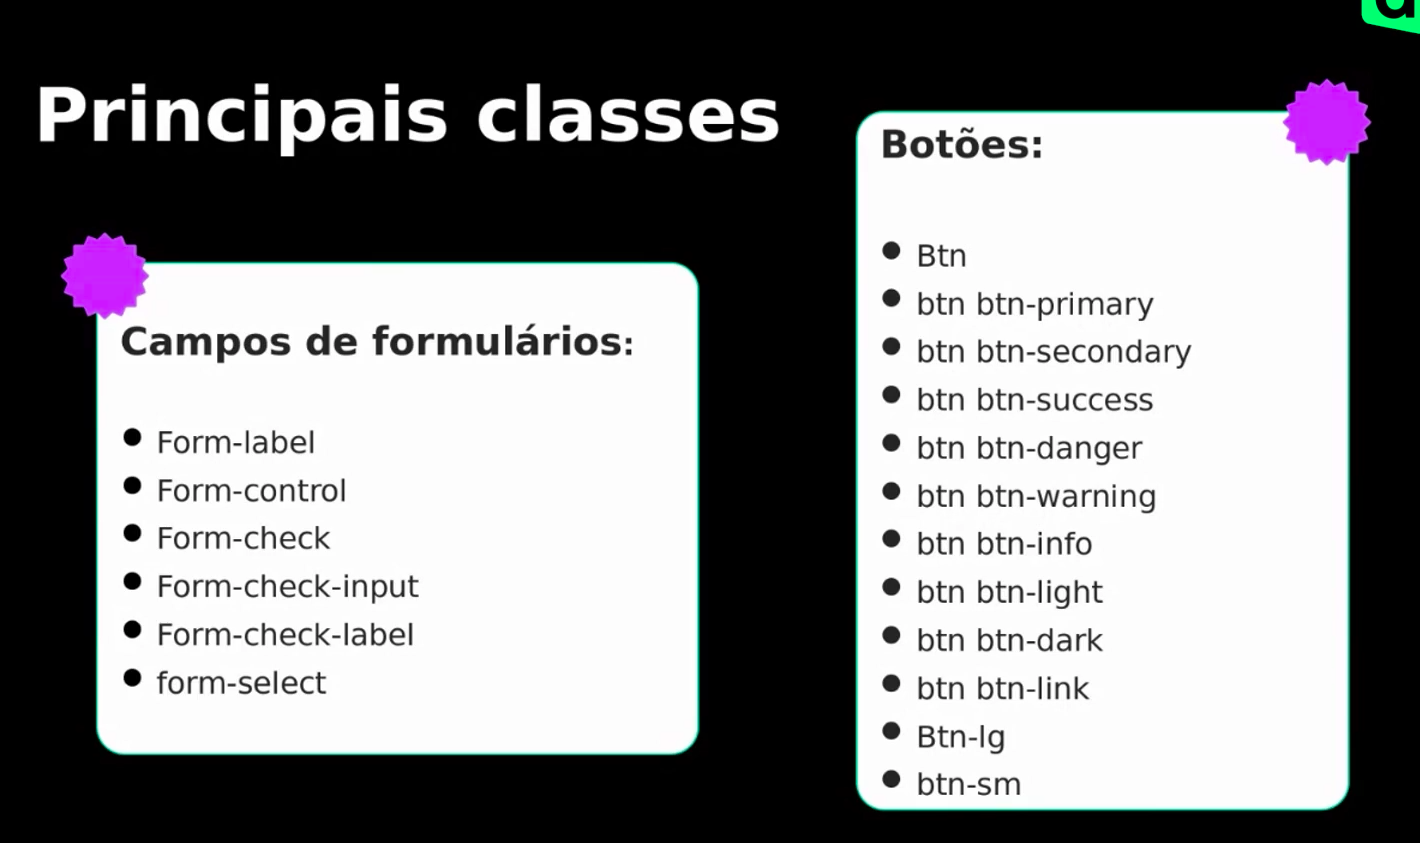 Principais classes
Campos de formulários:
Form-label
Form-control
Form-check
Form-check-input
Form-check-label
form-select
Botões:
Btn
btn btn-primary
btn btn-secondary
btn btn-success
btn btn-danger
btn btn-warning
btn btn-info
btn btn-light
btn btn-dark
btn btn-link
Btn-lg
btn-sm